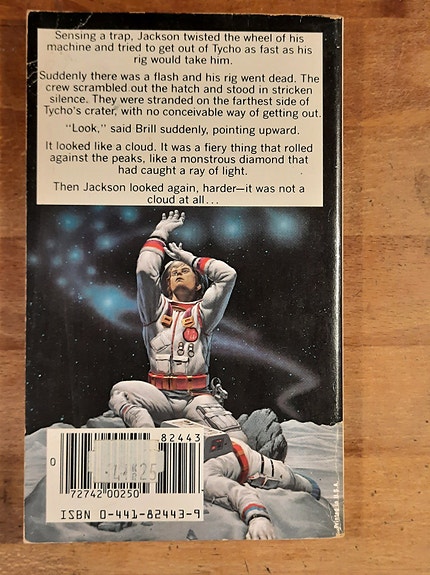 Sensing a trap, Jackson twisted the wheel of his
machine and tried to get out of Tycho as fast as his
rig would take him.
Suddenly there was a flash and his rig went dead. The
crew scrambled out the hatch and stood in stricken
silence. They were stranded on the farthest side of
Tycho's crater, with no conceivable way of getting out.
"Look," said Brill suddenly, pointing upward.
It looked like a cloud. It was a fiery thing that rolled
against the peaks, like a monstrous diamond that
had caught a ray of light.
Then Jackson looked again, harder—it was not a
cloud at all...
82443
0
72742 00250
ISBN 0-441-82443-9
Printed in U.S.A.